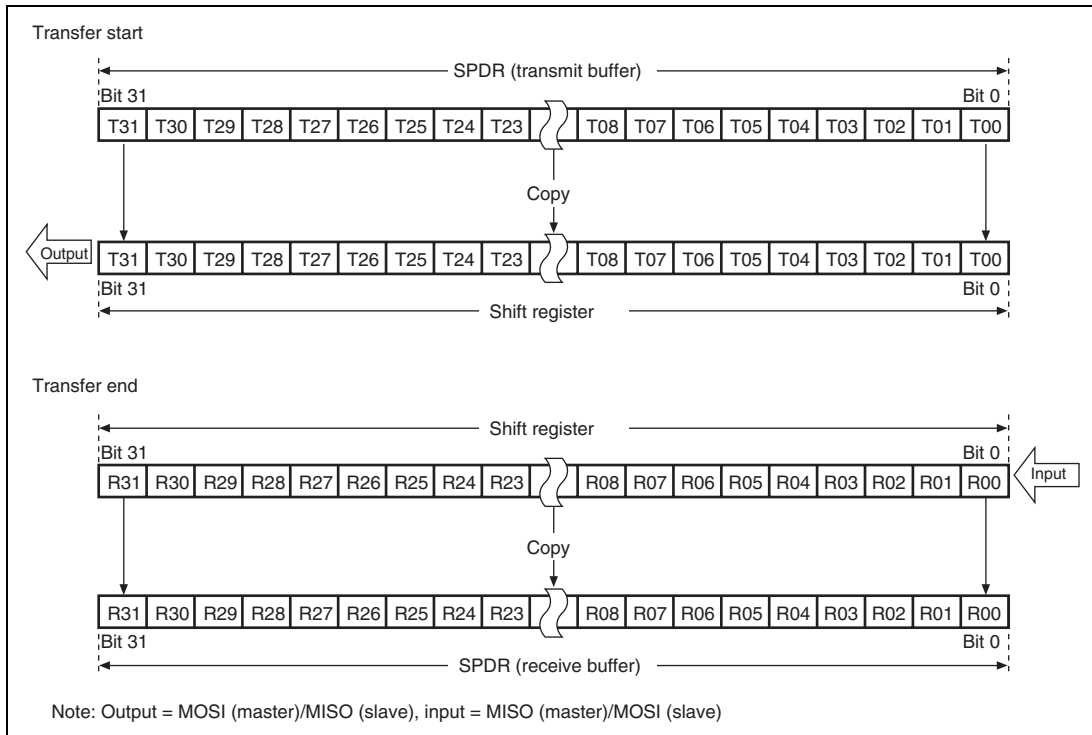 Transfer start
SPDR (transmit buffer)
Bit 31 Bit 0
T31 T30 T29 T28 T27 T26 T25 T24 T23 T08 T07 T06 T05 T04 T03 T02 T01 T00
Copy
Output T31 T30 T29 T28 T27 T26 T25 T24 T23 T08 T07 T06 T05 T04 T03 T02 T01 T00
Bit 31 Bit 0
Shift register
Transfer end
Shift register
Bit 31 Bit 0
R31 R30 R29 R28 R27 R26 R25 R24 R23 R08 R07 R06 R05 R04 R03 R02 R01 R00 Input
Copy
R31 R30 R29 R28 R27 R26 R25 R24 R23 R08 R07 R06 R05 R04 R03 R02 R01 R00
Bit 31 Bit 0
SPDR (receive buffer)
Note: Output = MOSI (master)/MISO (slave), input = MISO (master)/MOSI (slave)